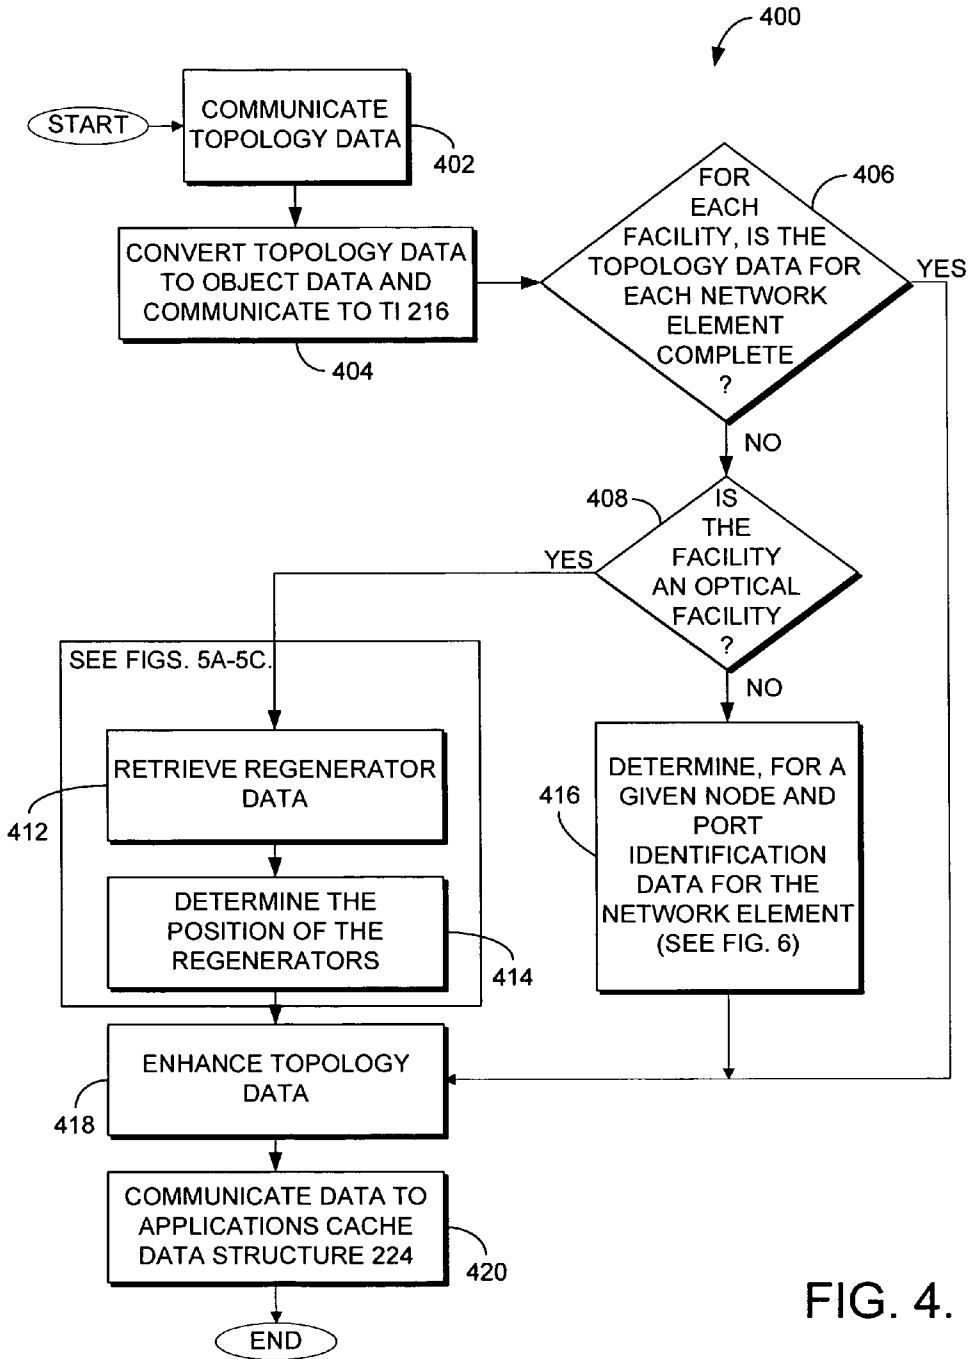 400
START
COMMUNICATE
TOPOLOGY DATA
402
CONVERT TOPOLOGY DATA
TO OBJECT DATA AND
COMMUNICATE TO TI 216
404
FOR
EACH
FACILITY, IS THE
TOPOLOGY DATA FOR
EACH NETWORK
ELEMENT
COMPLETE
?
406
YES
NO
408
IS
THE
FACILITY
AN OPTICAL
FACILITY
?
YES
NO
SEE FIGS. 5A-5C.
RETRIEVE REGENERATOR
DATA
412
DETERMINE THE
POSITION OF THE
REGENERATORS
414
416
DETERMINE, FOR A
GIVEN NODE AND
PORT
IDENTIFICATION
DATA FOR THE
NETWORK ELEMENT
(SEE FIG. 6)
ENHANCE TOPOLOGY
DATA
418
COMMUNICATE DATA TO
APPLICATIONS CACHE
DATA STRUCTURE 224
420
END
FIG. 4.